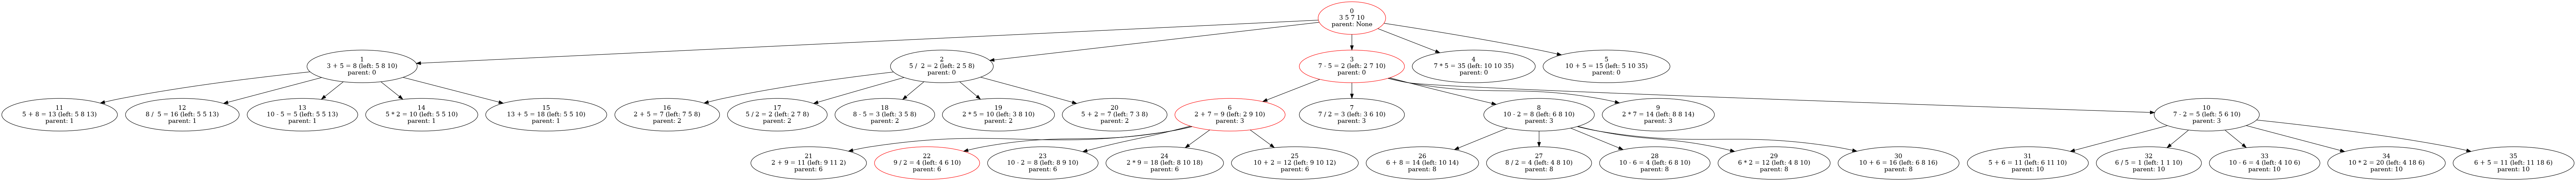 0
3 5 7 10
parent: None
1
3 + 5 = 8 (left: 5 8 10)
parent: 0
2
5 / 2 = 2 (left: 2 5 8)
parent: 0
3
7 - 5 = 2 (left: 2 7 10)
parent: 0
4
7 * 5 = 35 (left: 10 10 35)
parent: 0
5
10 + 5 = 15 (left: 5 10 35)
parent: 0
11
5 + 8 = 13 (left: 5 8 13)
parent: 1
12
8 / 5 = 16 (left: 5 5 13)
parent: 1
13
10 - 5 = 5 (left: 5 5 13)
parent: 1
14
5 * 2 = 10 (left: 5 5 10)
parent: 1
15
13 + 5 = 18 (left: 5 5 10)
parent: 1
16
2 + 5 = 7 (left: 7 5 8)
parent: 2
17
5 / 2 = 2 (left: 2 7 8)
parent: 2
18
8 - 5 = 3 (left: 3 5 8)
parent: 2
19
2 * 5 = 10 (left: 3 8 10)
parent: 2
20
5 + 2 = 7 (left: 7 3 8)
parent: 2
6
2 + 7 = 9 (left: 2 9 10)
parent: 3
7
7 / 2 = 3 (left: 3 6 10)
parent: 3
8
10 - 2 = 8 (left: 6 8 10)
parent: 3
9
2 * 7 = 14 (left: 8 8 14)
parent: 3
10
7 - 2 = 5 (left: 5 6 10)
parent: 3
21
2 + 9 = 11 (left: 9 11 2)
parent: 6
22
9 / 2 = 4 (left: 4 6 10)
parent: 6
23
10 - 2 = 8 (left: 8 9 10)
parent: 6
24
2 * 9 = 18 (left: 8 10 18)
parent: 6
25
10 + 2 = 12 (left: 9 10 12)
parent: 6
26
6 + 8 = 14 (left: 10 14)
parent: 8
27
8 / 2 = 4 (left: 4 8 10)
parent: 8
28
10 - 6 = 4 (left: 6 8 10)
parent: 8
29
6 * 2 = 12 (left: 4 8 10)
parent: 8
30
10 + 6 = 16 (left: 6 8 16)
parent: 8
31
5 + 6 = 11 (left: 6 11 10)
parent: 10
32
6 / 5 = 1 (left: 1 1 10)
parent: 10
33
10 - 6 = 4 (left: 4 10 6)
parent: 10
34
10 * 2 = 20 (left: 4 18 6)
parent: 10
35
6 + 5 = 11 (left: 11 18 6)
parent: 10